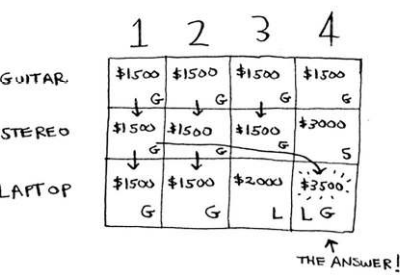 1 2 3 4
GUITAR $1500 $1500 $1500 $1500
G G G G
STEREO $1500 $1500 $1500 $3000
G G G S
LAPTOP $1500 $1500 $2000 $3500
G G L L G
THE ANSWER!